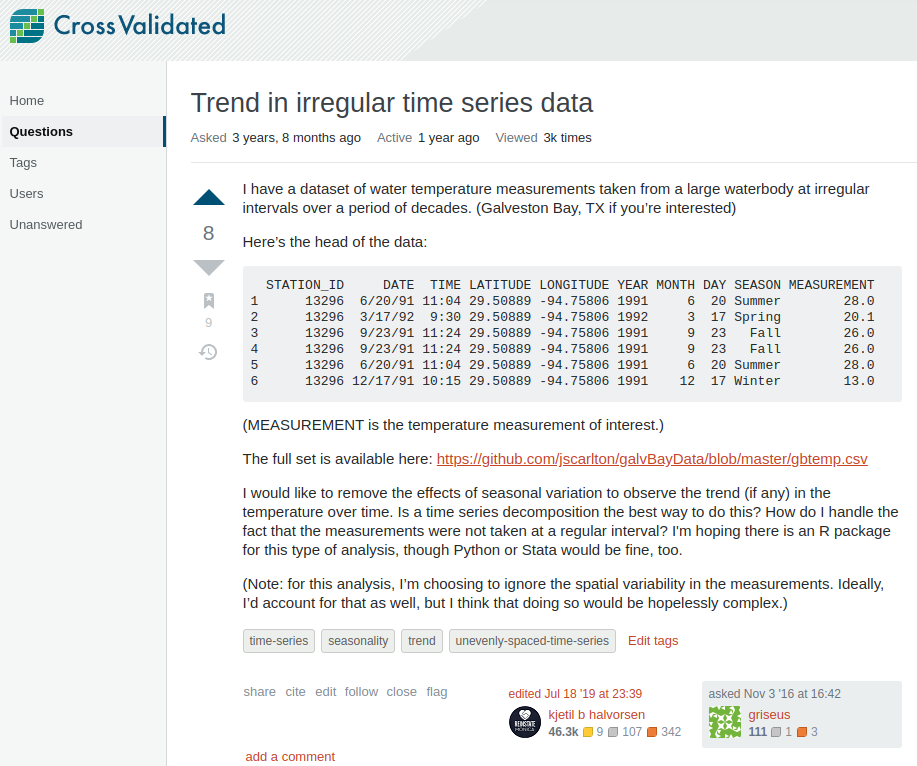 CrossValidated
Home
Questions
Tags
Users
Unanswered
Trend in irregular time series data
Asked 3 years, 8 months ago Active 1 year ago Viewed 3k times
8
9
I have a dataset of water temperature measurements taken from a large waterbody at irregular
intervals over a period of decades. (Galveston Bay, TX if you’re interested)
Here’s the head of the data:
STATION_ID DATE TIME LATITUDE LONGITUDE YEAR MONTH DAY SEASON MEASUREMENT
1 13296 6/20/91 11:04 29.50889 -94.75806 1991 6 20 Summer 28.0
2 13296 3/17/92 9:30 29.50889 -94.75806 1992 3 17 Spring 20.1
3 13296 9/23/91 11:24 29.50889 -94.75806 1991 9 23 Fall 26.0
4 13296 9/23/91 11:24 29.50889 -94.75806 1991 9 23 Fall 26.0
5 13296 6/20/91 11:04 29.50889 -94.75806 1991 6 20 Summer 28.0
6 13296 12/17/91 10:15 29.50889 -94.75806 1991 12 17 Winter 13.0
(MEASUREMENT is the temperature measurement of interest.)
The full set is available here: https://github.com/jscarlton/galvBayData/blob/master/gbtemp.csv
I would like to remove the effects of seasonal variation to observe the trend (if any) in the
temperature over time. Is a time series decomposition the best way to do this? How do I handle the
fact that the measurements were not taken at a regular interval? I'm hoping there is an R package
for this type of analysis, though Python or Stata would be fine, too.
(Note: for this analysis, I’m choosing to ignore the spatial variability in the measurements. Ideally,
I’d account for that as well, but I think that doing so would be hopelessly complex.)
time-series seasonality trend unevenly-spaced-time-series Edit tags
share cite edit follow close flag
edited Jul 18 '19 at 23:39
REINSTATE
MONICA
kjetil b halvorsen
46.3k 9 107 342
asked Nov 3 '16 at 16:42
griseus
111 1 3
add a comment